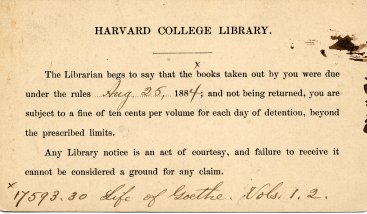 HARVARD COLLEGE LIBRARY.
x
The Librarian begs to say that the books taken out by you were due
under the rules Aug 25, 1884; and not being returned, you are
subject to a fine of ten cents per volume for each day of detention, beyond
the prescribed limits.
Any Library notice is an act of courtesy, and failure to receive it
cannot be considered a ground for any claim.
x 17593.30 Life of Goethe. Vols. 1. 2.